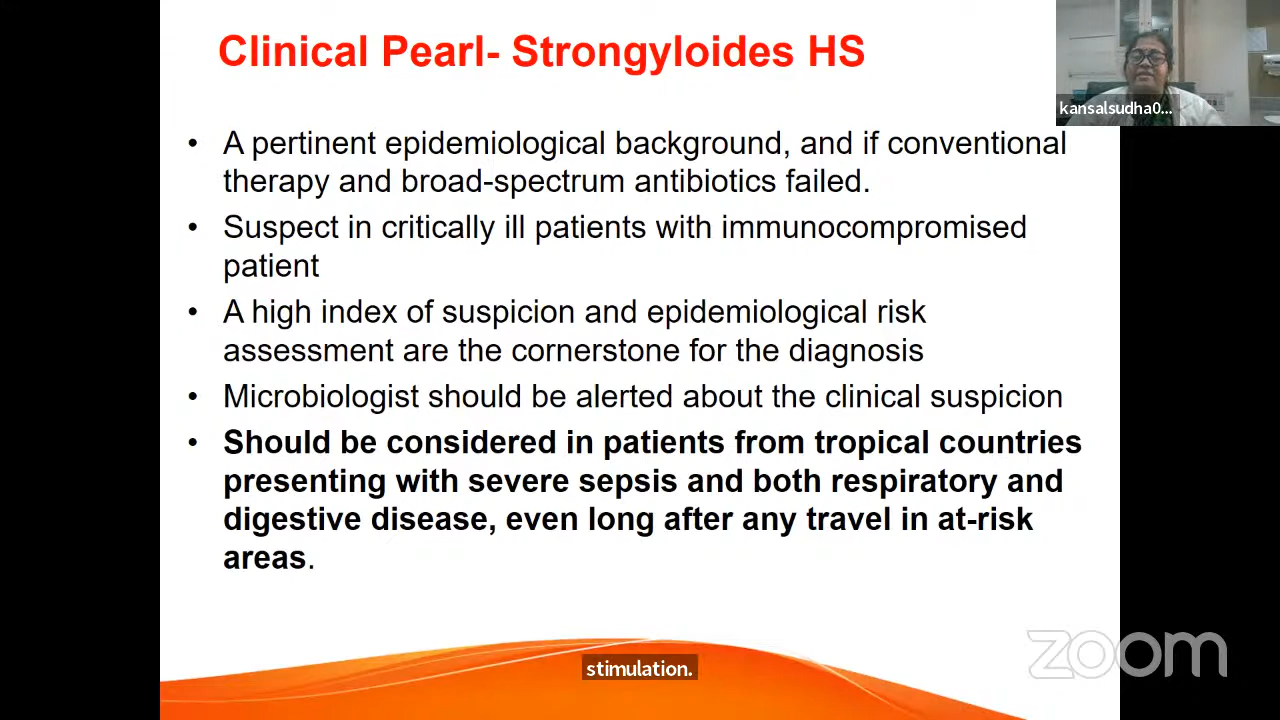 Clinical Pearl- Strongyloides HS
kansalsudha0...
• A pertinent epidemiological background, and if conventional
therapy and broad-spectrum antibiotics failed.
• Suspect in critically ill patients with immunocompromised
patient
• A high index of suspicion and epidemiological risk
assessment are the cornerstone for the diagnosis
• Microbiologist should be alerted about the clinical suspicion
• Should be considered in patients from tropical countries
presenting with severe sepsis and both respiratory and
digestive disease, even long after any travel in at-risk
areas.
zoom
stimulation.